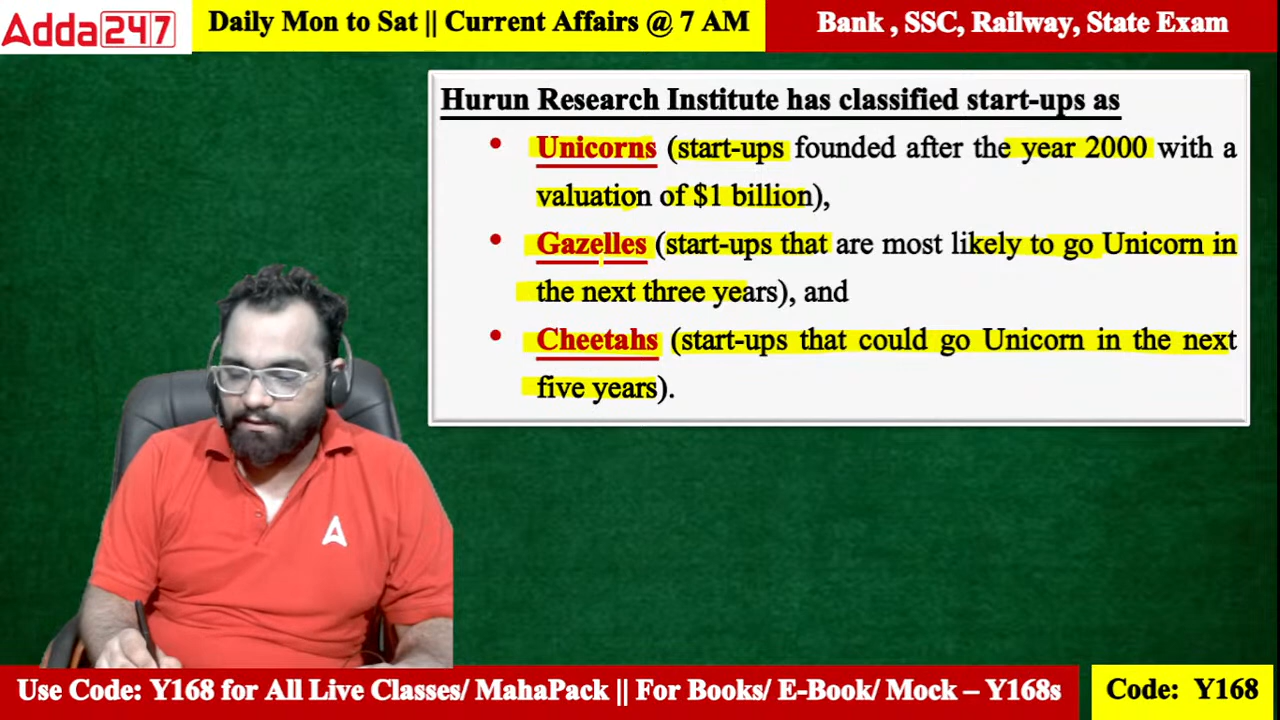 Adda247
Daily Mon to Sat || Current Affairs @ 7 AM
Bank , SSC, Railway, State Exam
Hurun Research Institute has classified start-ups as
• Unicorns (start-ups founded after the year 2000 with a
valuation of $1 billion),
• Gazelles (start-ups that are most likely to go Unicorn in
the next three years), and
• Cheetahs (start-ups that could go Unicorn in the next
five years).
Use Code: Y168 for All Live Classes/ MahaPack || For Books/ E-Book/ Mock – Y168s
Code: Y168